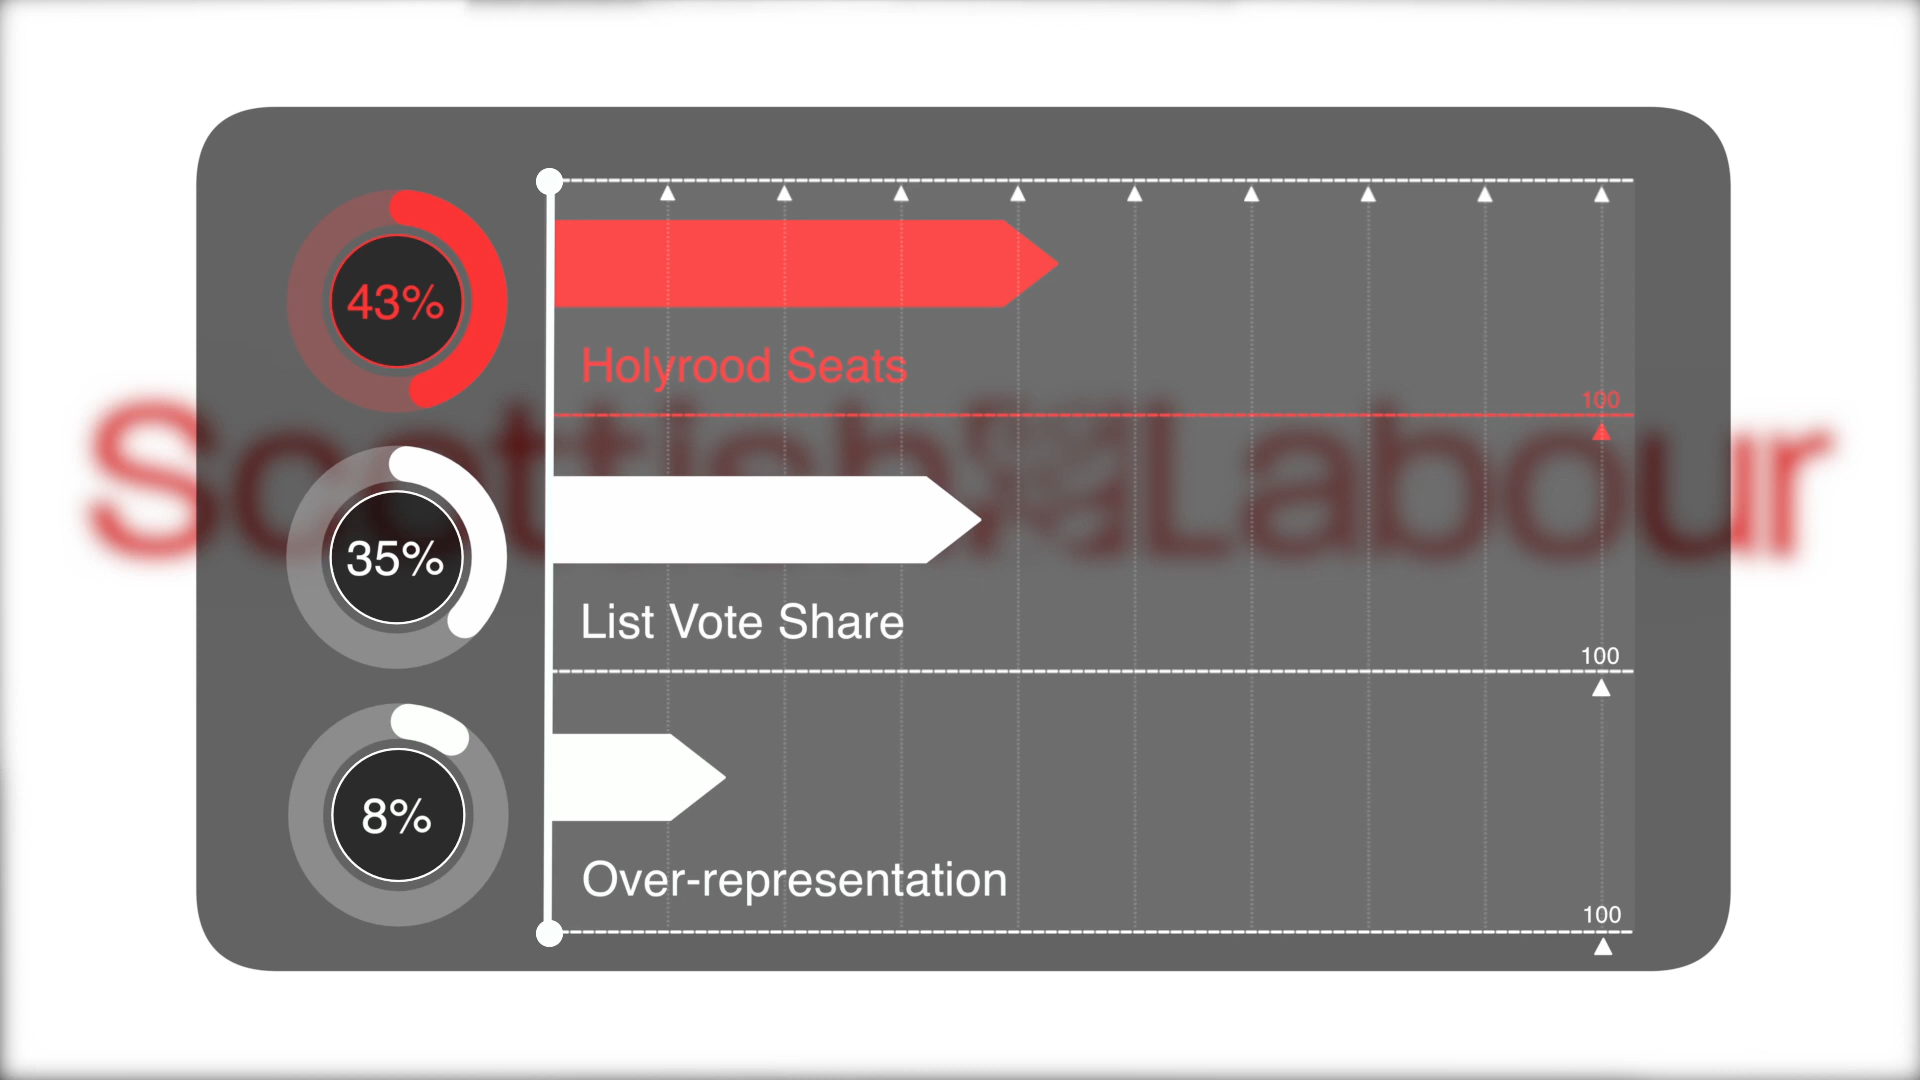 43%
Holyrood Seats
100
Scottish Labour
35%
List Vote Share
100
8%
Over-representation
100